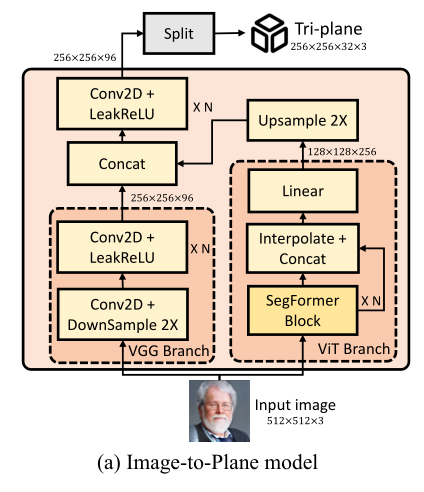 Split
Tri-plane
256×256×32×3
256×256×96
Conv2D +
LeakReLU
X N
Upsample 2X
Concat
128×128×256
256×256×96
Linear
Conv2D +
LeakReLU
X N
Interpolate +
Concat
Conv2D +
DownSample 2X
SegFormer
Block
X N
VGG Branch
ViT Branch
Input image
512×512×3
(a) Image-to-Plane model